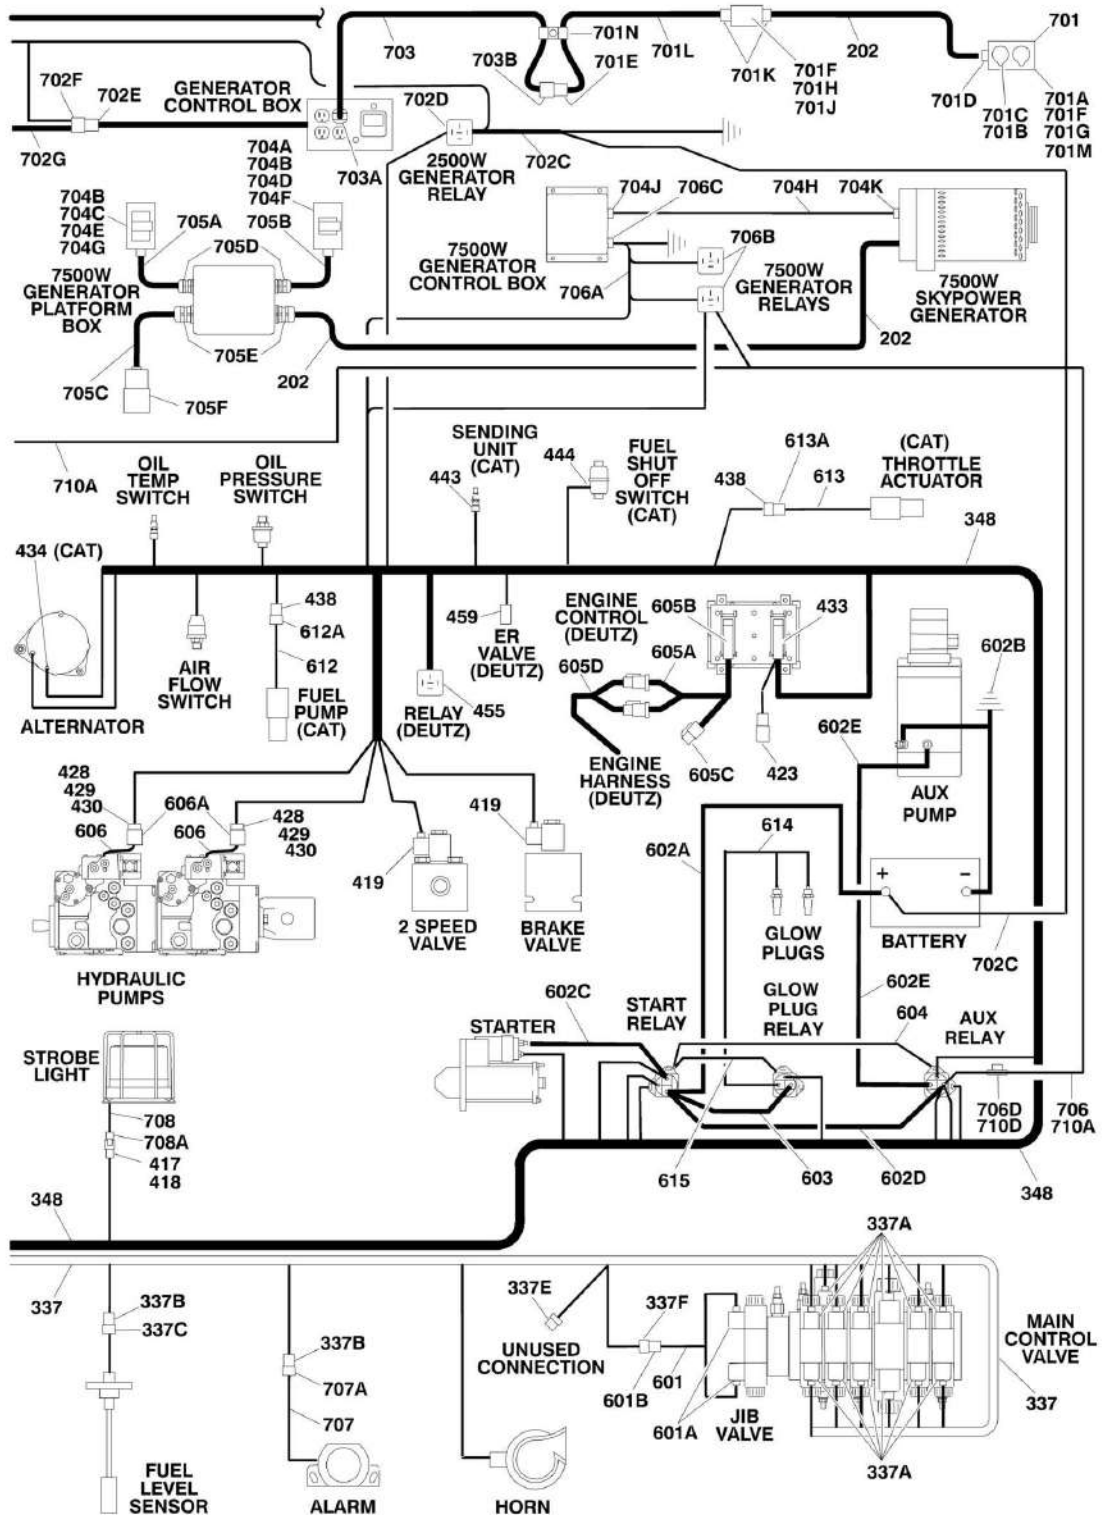 703
701N
701
703B
701E
701L
701K
202
701F
701H
701J
701D
701C
701B
701A
701F
701G
701M
702F
702E
GENERATOR
CONTROL BOX
702D
702G
704A
704B
704D
704F
703A
2500W
GENERATOR
RELAY
702C
704B
704C
704E
704G
705A
705B
705D
704J
706C
704H
704K
706B
7500W
GENERATOR
PLATFORM
BOX
7500W
GENERATOR
CONTROL BOX
706A
7500W
GENERATOR
RELAYS
7500W
SKYPOWER
GENERATOR
705E
202
202
705C
705F
710A
OIL
TEMP
SWITCH
OIL
PRESSURE
SWITCH
SENDING
UNIT
(CAT)
443
444
FUEL
SHUT
OFF
SWITCH
(CAT)
613A
438
613
(CAT)
THROTTLE
ACTUATOR
348
434 (CAT)
438
612A
612
459
ER
VALVE
(DEUTZ)
ENGINE
CONTROL
(DEUTZ)
605B
433
605D
605A
602B
ALTERNATOR
AIR
FLOW
SWITCH
FUEL
PUMP
(CAT)
RELAY
(DEUTZ)
455
ENGINE
HARNESS
(DEUTZ)
605C
423
602E
AUX
PUMP
428
429
430
606A
606
606
428
429
430
419
419
614
602A
+
-
2 SPEED
VALVE
BRAKE
VALVE
GLOW
PLUGS
BATTERY
702C
HYDRAULIC
PUMPS
602C
START
RELAY
GLOW
PLUG
RELAY
602E
604
AUX
RELAY
STARTER
STROBE
LIGHT
708
708A
417
418
706D
710D
706
710A
615
603
602D
348
348
337A
337
337B
337C
337E
337F
UNUSED
CONNECTION
337B
707A
707
601B
601
601A
JIB
VALVE
MAIN
CONTROL
VALVE
337
337A
FUEL
LEVEL
SENSOR
ALARM
HORN